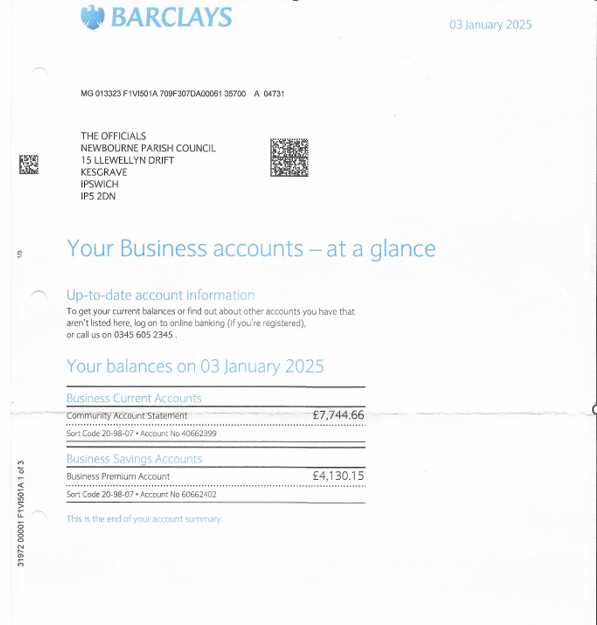 BARCLAYS
03 January 2025
MG 013323 F1VI501A 709F307DA00061 35700 A 04731
THE OFFICIALS
NEWBOURNE PARISH COUNCIL
15 LLEWELLYN DRIFT
KESGRAVE
IPSWICH
IP5 2DN
1/3
Your Business accounts – at a glance
Up-to-date account information
To get your current balances or find out about other accounts you have that
aren't listed here, log on to online banking (if you're registered),
or call us on 0345 605 2345 .
Your balances on 03 January 2025
Business Current Accounts
Community Account Statement £7,744.66
Sort Code 20-98-07 • Account No 40662399
Business Savings Accounts
Business Premium Account £4,130.15
Sort Code 20-98-07 • Account No 60662402
This is the end of your account summary.
31972 00001 F1VI501A 1 of 3